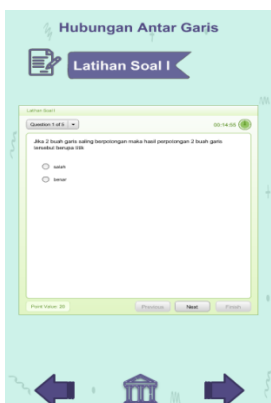 Hubungan Antar Garis
Latihan Soal I
Latihan Soal I
Question 1 of 5
00:14:55
Jika 2 buah garis saling berpotongan maka hasil perpotongan 2 buah garis
tersebut berupa titik
salah
benar
Point Value: 20
Previous
Next
Finish